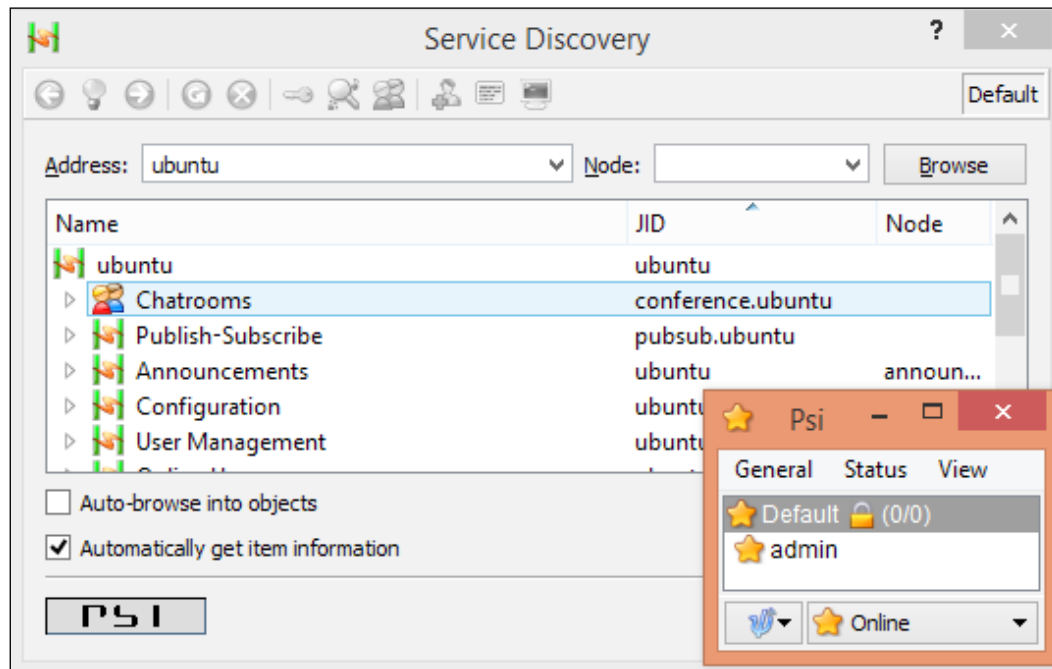 Service Discovery ? ×
Default
Address: ubuntu Node: Browse
Name JID Node
ubuntu ubuntu
Chatrooms conference.ubuntu
Publish-Subscribe pubsub.ubuntu
Announcements ubuntu announ...
Configuration ubuntu
User Management ubuntu
Auto-browse into objects
Automatically get item information
PSI
Psi
General Status View
Default (0/0)
admin
Online